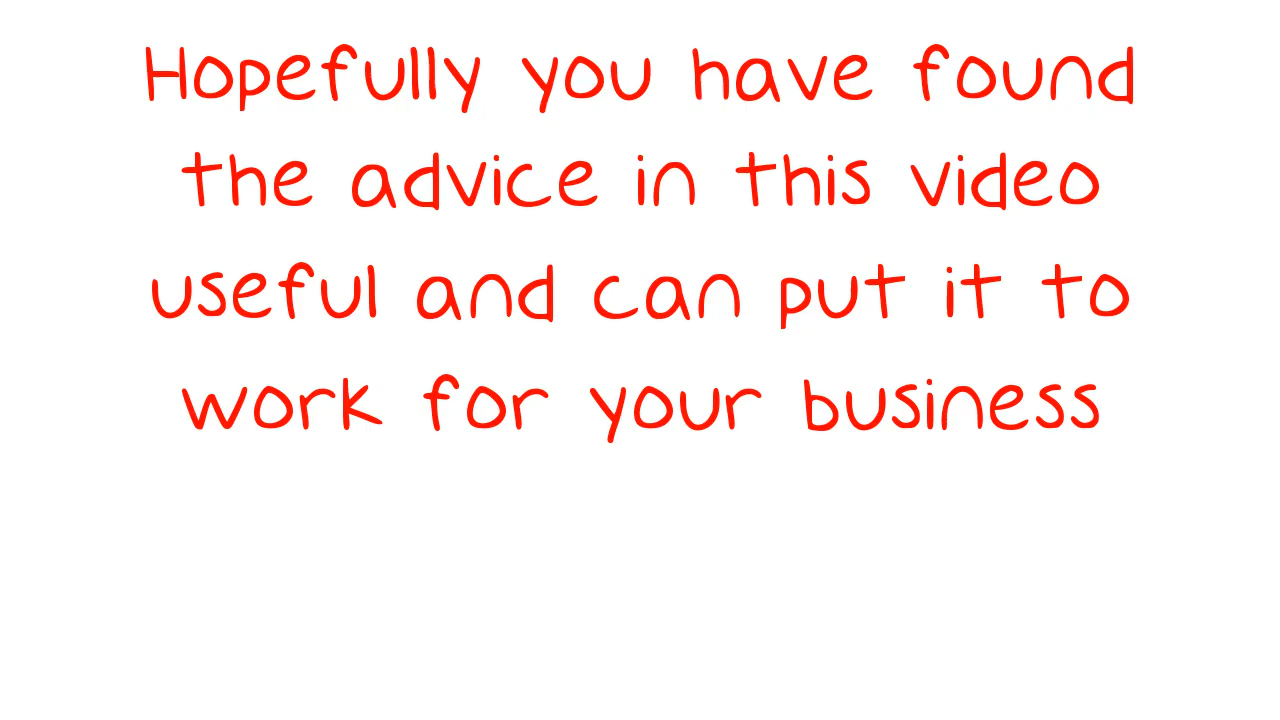 Hopefully you have found
the advice in this video
useful and can put it to
work for your business